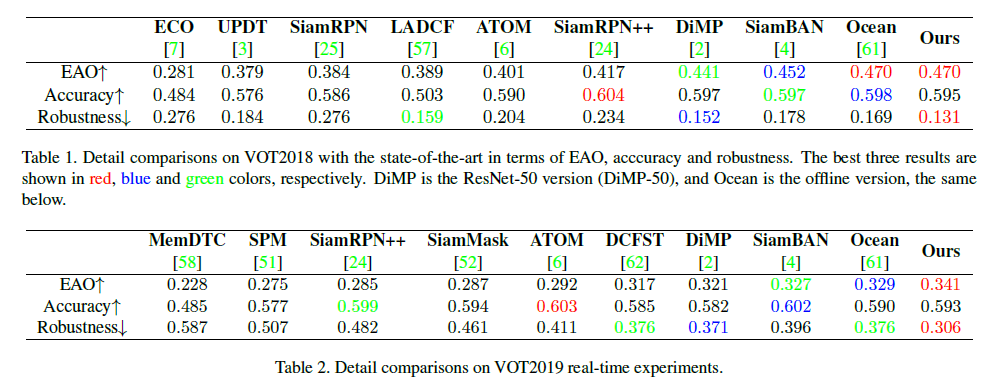 ECO UPDT SiamRPN LADCF ATOM SiamRPN++ DiMP SiamBAN Ocean Ours
[7] [3] [25] [57] [6] [24] [2] [4] [61]
EAO↑ 0.281 0.379 0.384 0.389 0.401 0.417 0.441 0.452 0.470 0.470
Accuracy↑ 0.484 0.576 0.586 0.503 0.590 0.604 0.597 0.597 0.598 0.595
Robustness↓ 0.276 0.184 0.276 0.159 0.204 0.234 0.152 0.178 0.169 0.131
Table 1. Detail comparisons on VOT2018 with the state-of-the-art in terms of EAO, acccuracy and robustness. The best three results are
shown in red, blue and green colors, respectively. DiMP is the ResNet-50 version (DiMP-50), and Ocean is the offline version, the same
below.
MemDTC SPM SiamRPN++ SiamMask ATOM DCFST DiMP SiamBAN Ocean Ours
[58] [51] [24] [52] [6] [62] [2] [4] [61]
EAO↑ 0.228 0.275 0.285 0.287 0.292 0.317 0.321 0.327 0.329 0.341
Accuracy↑ 0.485 0.577 0.599 0.594 0.603 0.585 0.582 0.602 0.590 0.593
Robustness↓ 0.587 0.507 0.482 0.461 0.411 0.376 0.371 0.396 0.376 0.306
Table 2. Detail comparisons on VOT2019 real-time experiments.